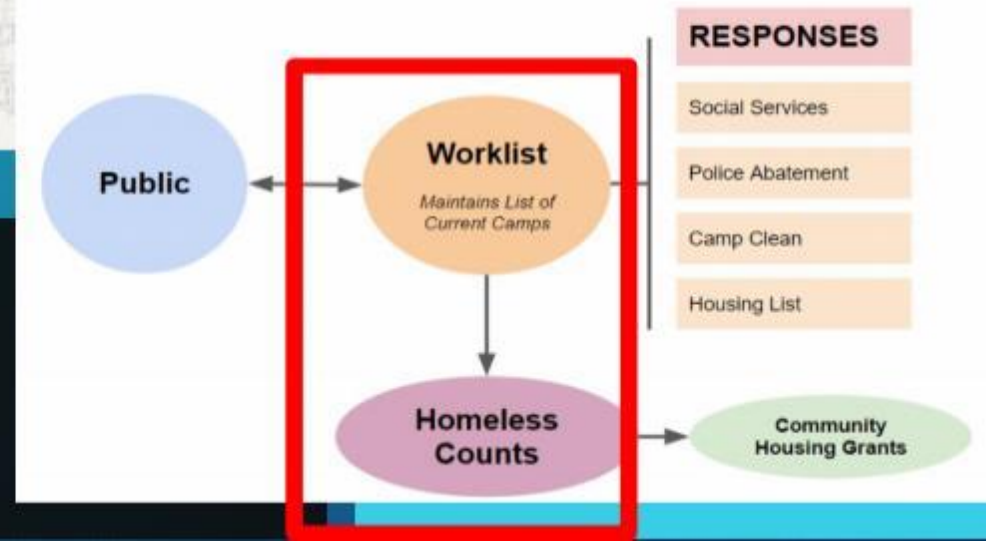 Public
Worklist
Maintains List of
Current Camps
RESPONSES
Social Services
Police Abatement
Camp Clean
Housing List
Homeless
Counts
Community
Housing Grants